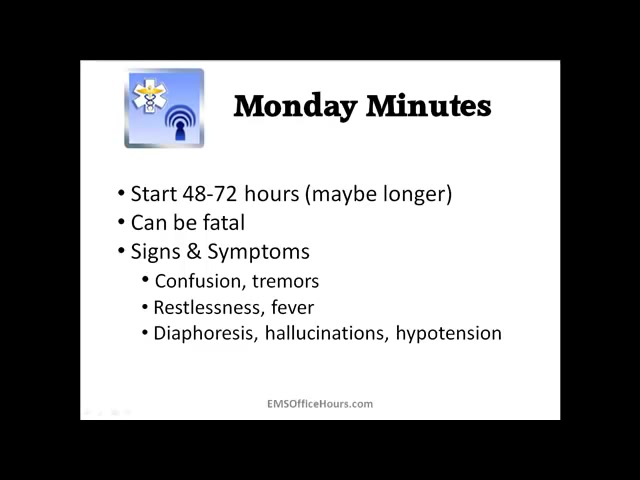 Monday Minutes
• Start 48-72 hours (maybe longer)
• Can be fatal
• Signs & Symptoms
• Confusion, tremors
• Restlessness, fever
• Diaphoresis, hallucinations, hypotension
EMSOfficeHours.com